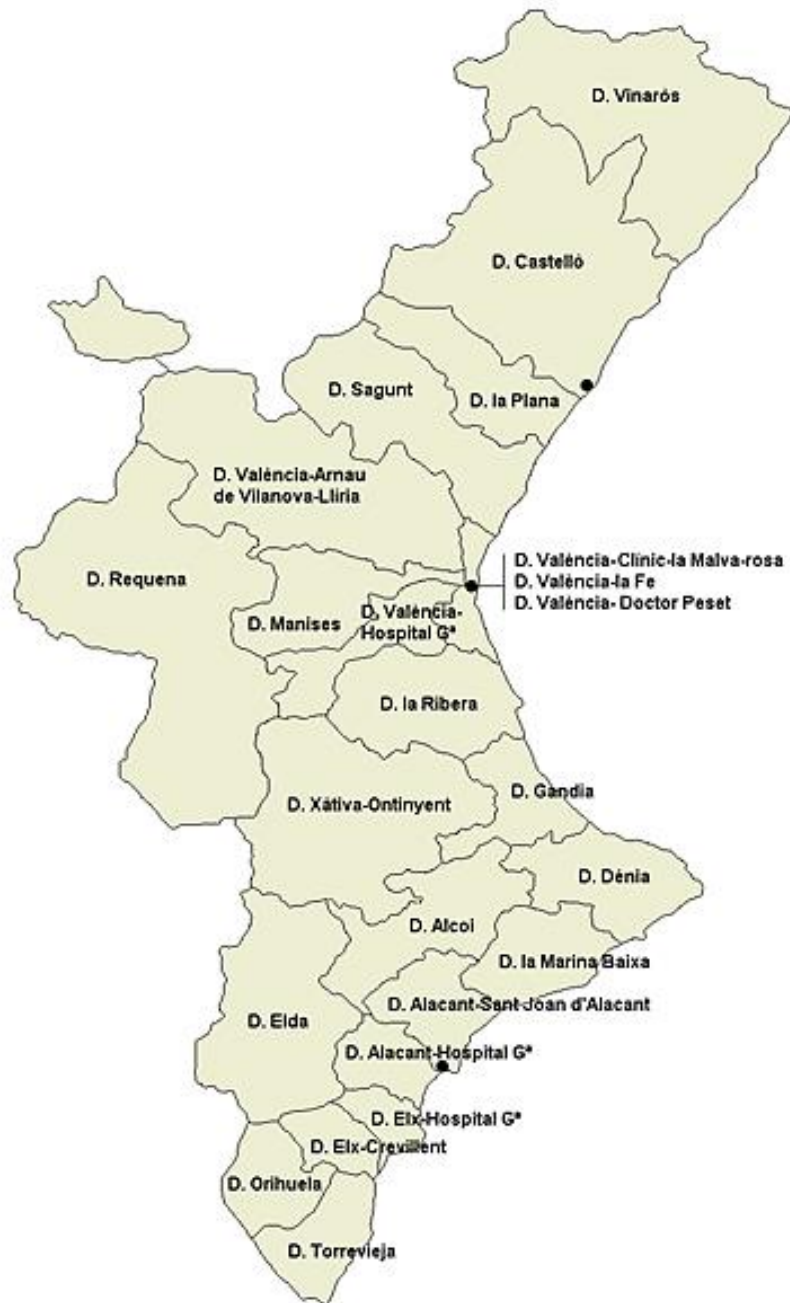 D. Vinarós
D. Castelló
D. Sagunt
D. la Plana
D. València-Arnau
de Vilanova-Llíria
D. València-Clínic-la Malva-rosa
D. València-la Fe
D. València- Doctor Peset
D. Requena
D. Manises
D. València-
Hospital Gª
D. la Ribera
D. Xàtiva-Ontinyent
D. Gandia
D. Dénia
D. Alcoi
D. la Marina Baixa
D. Alacant-Sant Joan d'Alacant
D. Elda
D. Alacant-Hospital Gª
D. Elx-Hospital Gª
D. Elx-Crevillent
D. Orihuela
D. Torrevieja